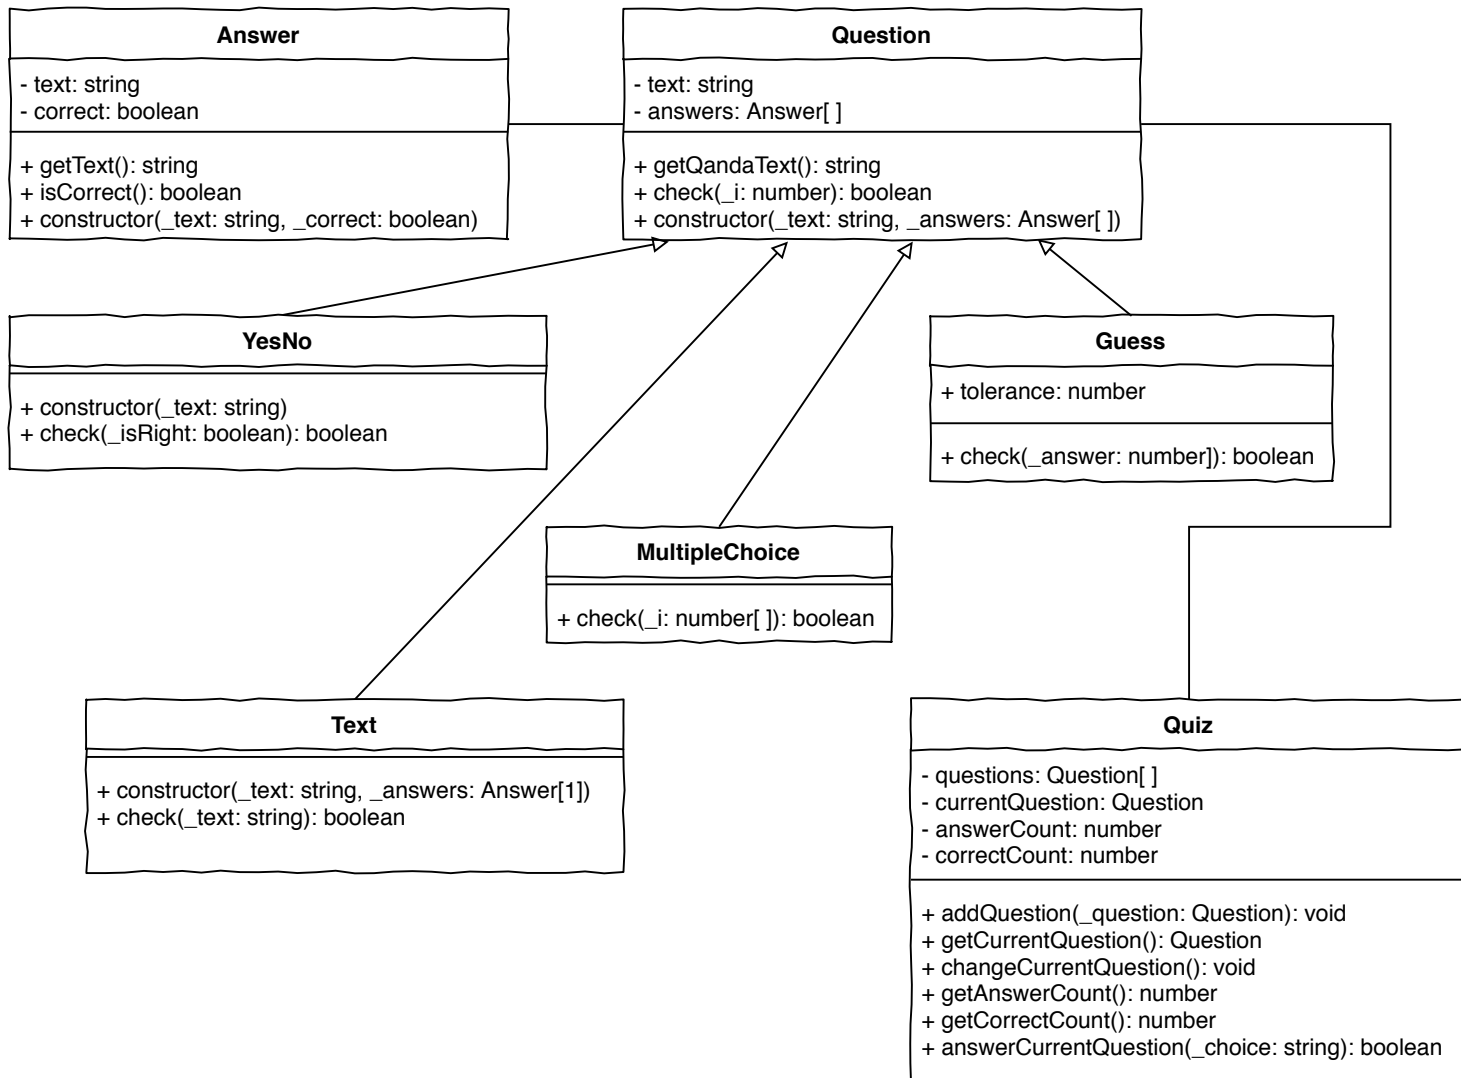 Answer
- text: string
- correct: boolean
+ getText(): string
+ isCorrect(): boolean
+ constructor(_text: string, _correct: boolean)
Question
- text: string
- answers: Answer[ ]
+ getQandaText(): string
+ check(_i: number): boolean
+ constructor(_text: string, _answers: Answer[ ])
YesNo
+ constructor(_text: string)
+ check(_isRight: boolean): boolean
Guess
+ tolerance: number
+ check(_answer: number]): boolean
MultipleChoice
+ check(_i: number[ ]): boolean
Text
+ constructor(_text: string, _answers: Answer[1])
+ check(_text: string): boolean
Quiz
- questions: Question[ ]
- currentQuestion: Question
- answerCount: number
- correctCount: number
+ addQuestion(_question: Question): void
+ getCurrentQuestion(): Question
+ changeCurrentQuestion(): void
+ getAnswerCount(): number
+ getCorrectCount(): number
+ answerCurrentQuestion(_choice: string): boolean